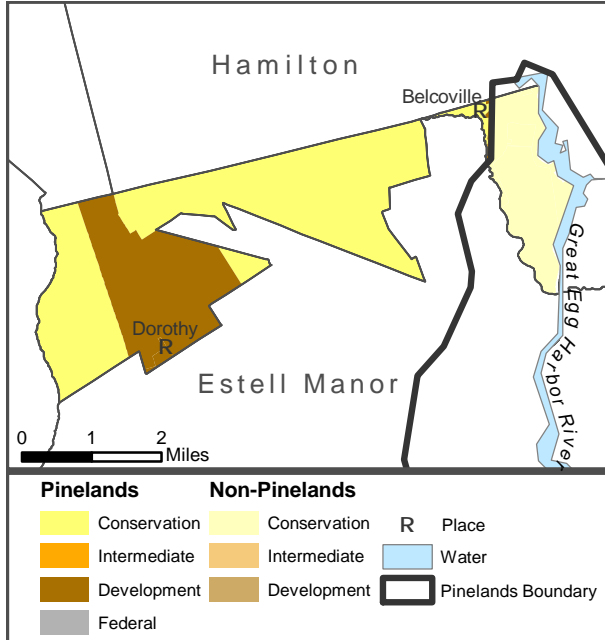 Hamilton
Belcoville
R
Great Egg Harbor River
Dorothy
R
Estell Manor
0 1 2
Miles
Pinelands Non-Pinelands
Conservation Conservation R Place
Intermediate Intermediate Water
Development Development Pinelands Boundary
Federal